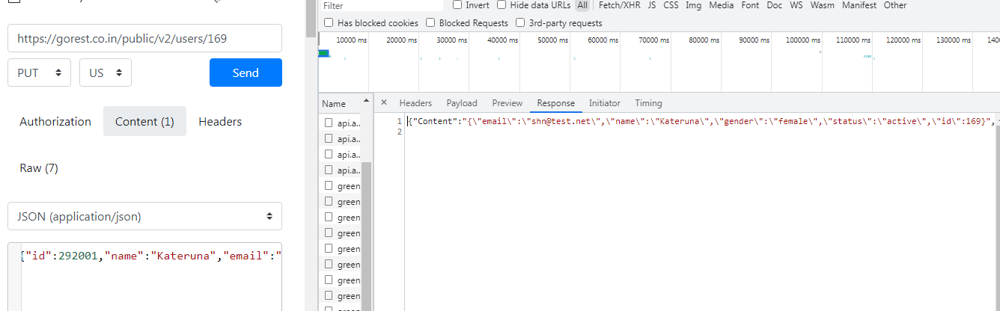 https://gorest.co.in/public/v2/users/169
PUT
US
Send
Authorization
Content (1)
Headers
Raw (7)
JSON (application/json)
{"id":292001,"name":"Kateruna","email":"
Filter
Invert
Hide data URLs
All
Fetch/XHR
JS
CSS
Img
Media
Font
Doc
WS
Wasm
Manifest
Other
Has blocked cookies
Blocked Requests
3rd-party requests
10000 ms
20000 ms
30000 ms
40000 ms
50000 ms
60000 ms
70000 ms
80000 ms
90000 ms
100000 ms
110000 ms
120000 ms
130000 ms
1400
Name
×
Headers
Payload
Preview
Response
Initiator
Timing
api.a..
api.a..
api.a..
api.a..
green
green
green
green
green
green
green
green
green
1
{"Content":"{\"email\":\"shn@test.net\",\"name\":\"Kateruna\",\"gender\":\"female\",\"status\":\"active\",\"id\":169}",
2